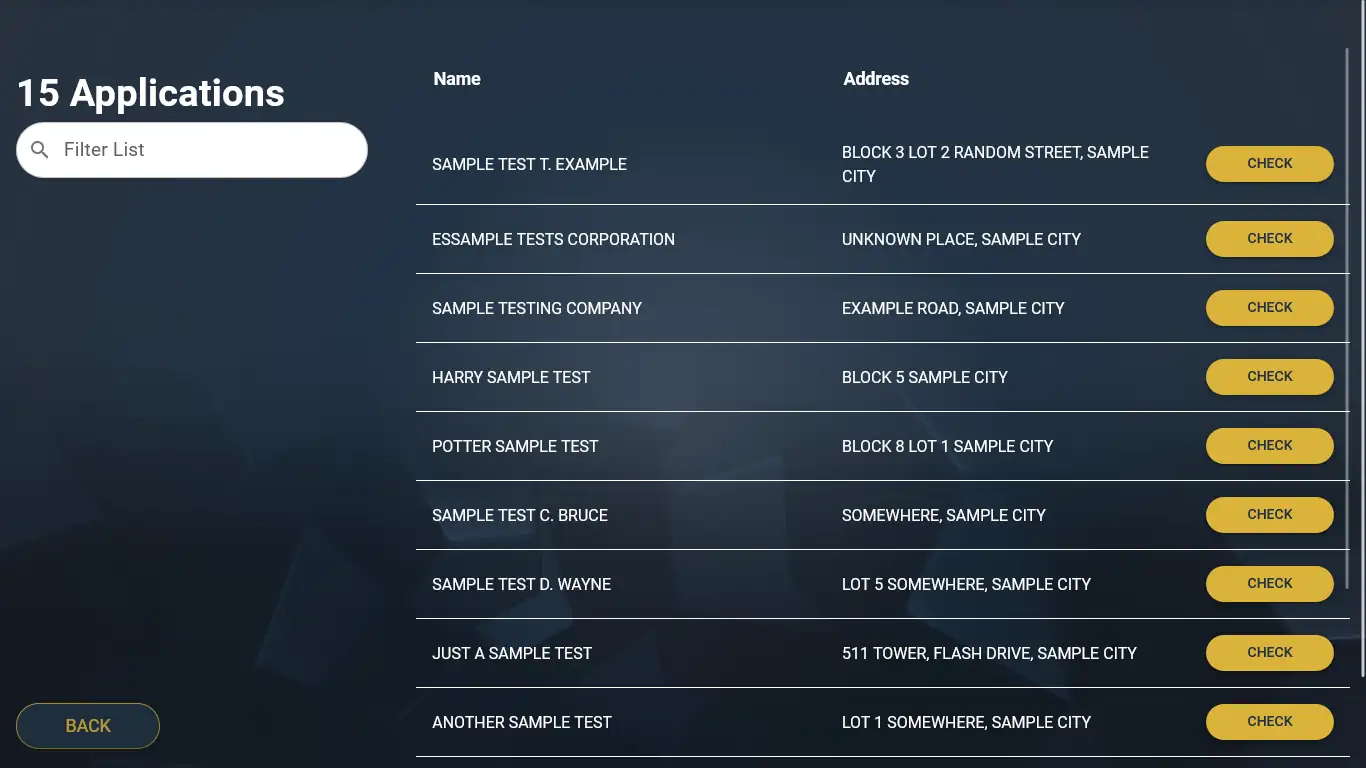 15 Applications
Filter List
Name Address
SAMPLE TEST T. EXAMPLE BLOCK 3 LOT 2 RANDOM STREET, SAMPLE
CITY CHECK
ESSAMPLE TESTS CORPORATION UNKNOWN PLACE, SAMPLE CITY CHECK
SAMPLE TESTING COMPANY EXAMPLE ROAD, SAMPLE CITY CHECK
HARRY SAMPLE TEST BLOCK 5 SAMPLE CITY CHECK
POTTER SAMPLE TEST BLOCK 8 LOT 1 SAMPLE CITY CHECK
SAMPLE TEST C. BRUCE SOMEWHERE, SAMPLE CITY CHECK
SAMPLE TEST D. WAYNE LOT 5 SOMEWHERE, SAMPLE CITY CHECK
JUST A SAMPLE TEST 511 TOWER, FLASH DRIVE, SAMPLE CITY CHECK
ANOTHER SAMPLE TEST LOT 1 SOMEWHERE, SAMPLE CITY CHECK
BACK